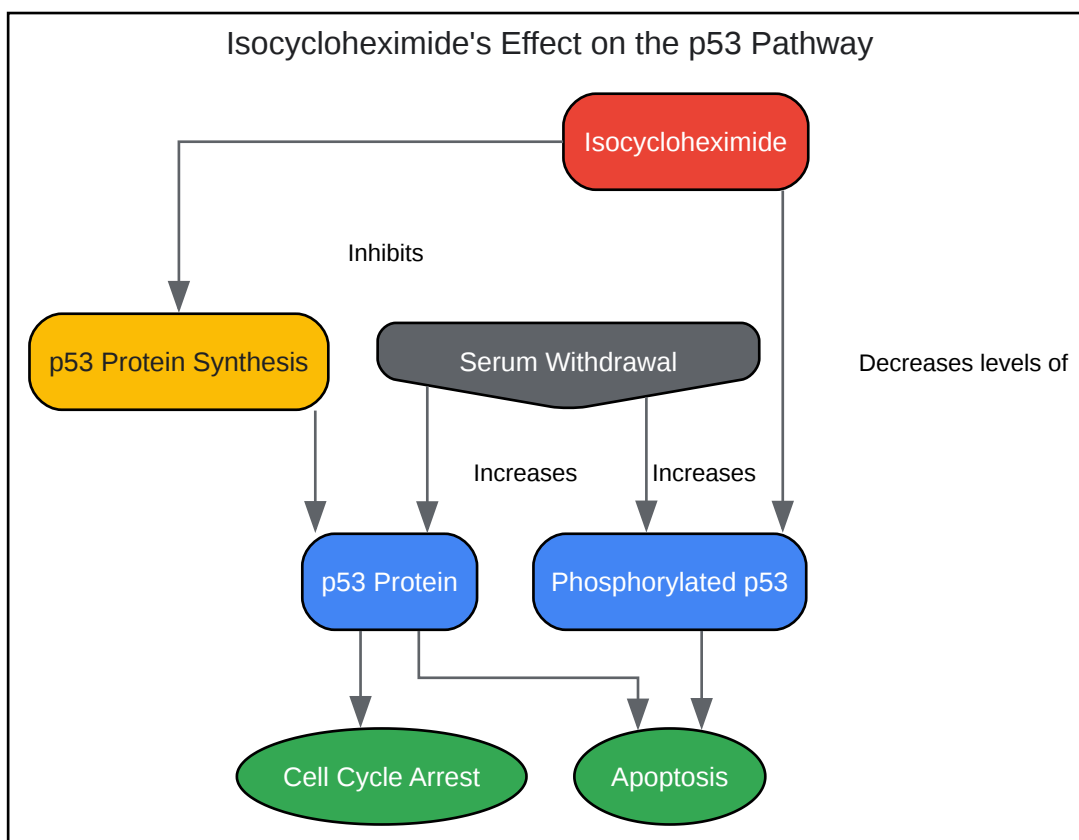 Isocycloheximide's Effect on the p53 Pathway
Isocycloheximide
Inhibits
p53 Protein Synthesis
Serum Withdrawal
Decreases levels of
Increases
Increases
p53 Protein
Phosphorylated p53
Cell Cycle Arrest
Apoptosis